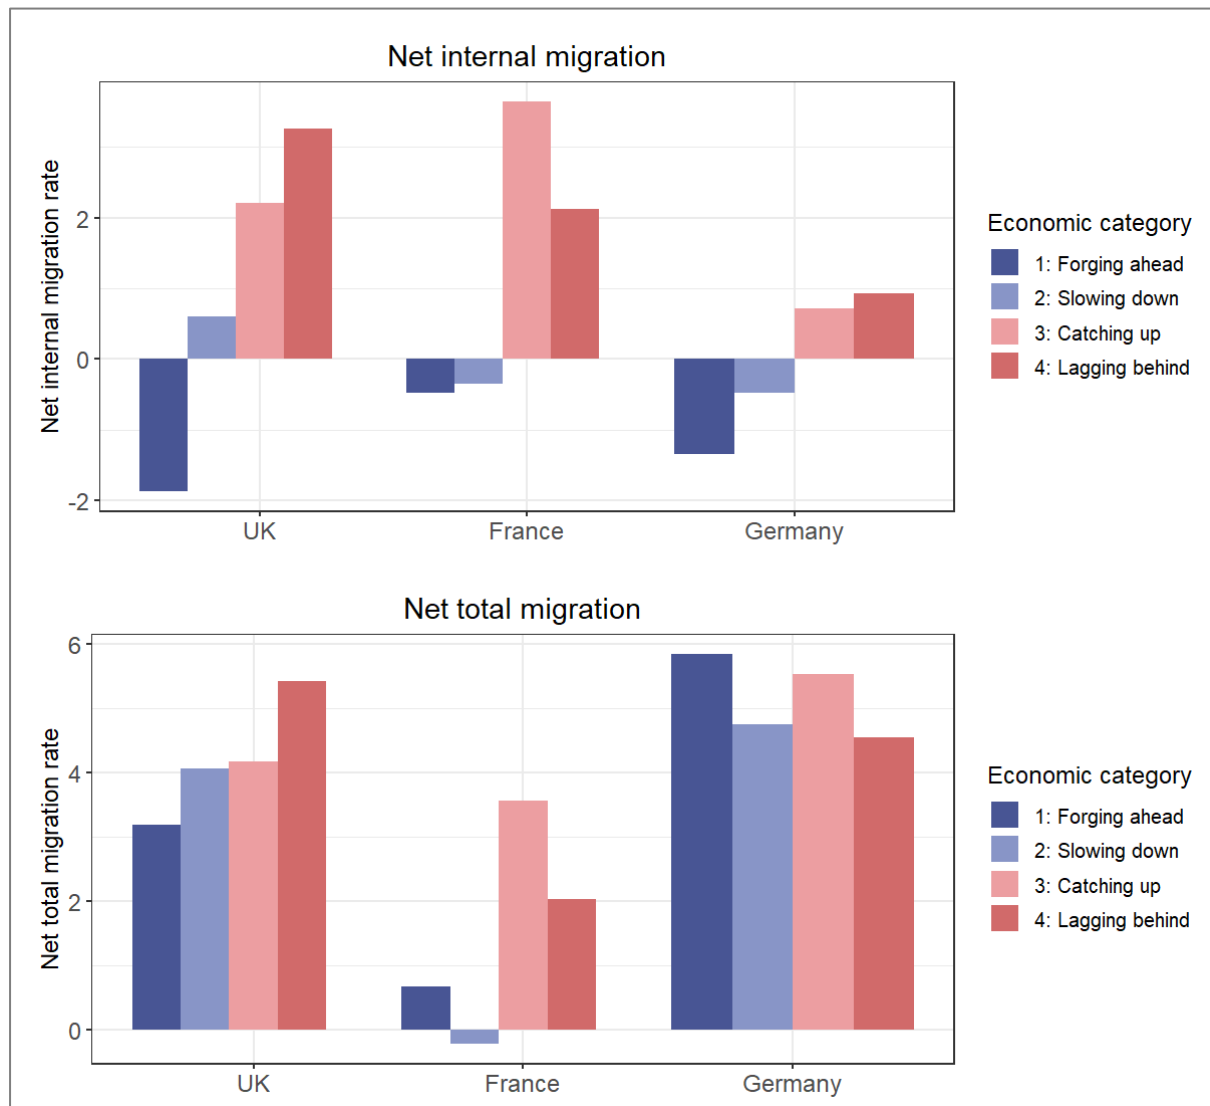 Net internal migration
Net internal migration rate
2
0
-2
UK France Germany
Economic category
1: Forging ahead
2: Slowing down
3: Catching up
4: Lagging behind
Net total migration
Net total migration rate
6
4
2
0
UK France Germany
Economic category
1: Forging ahead
2: Slowing down
3: Catching up
4: Lagging behind